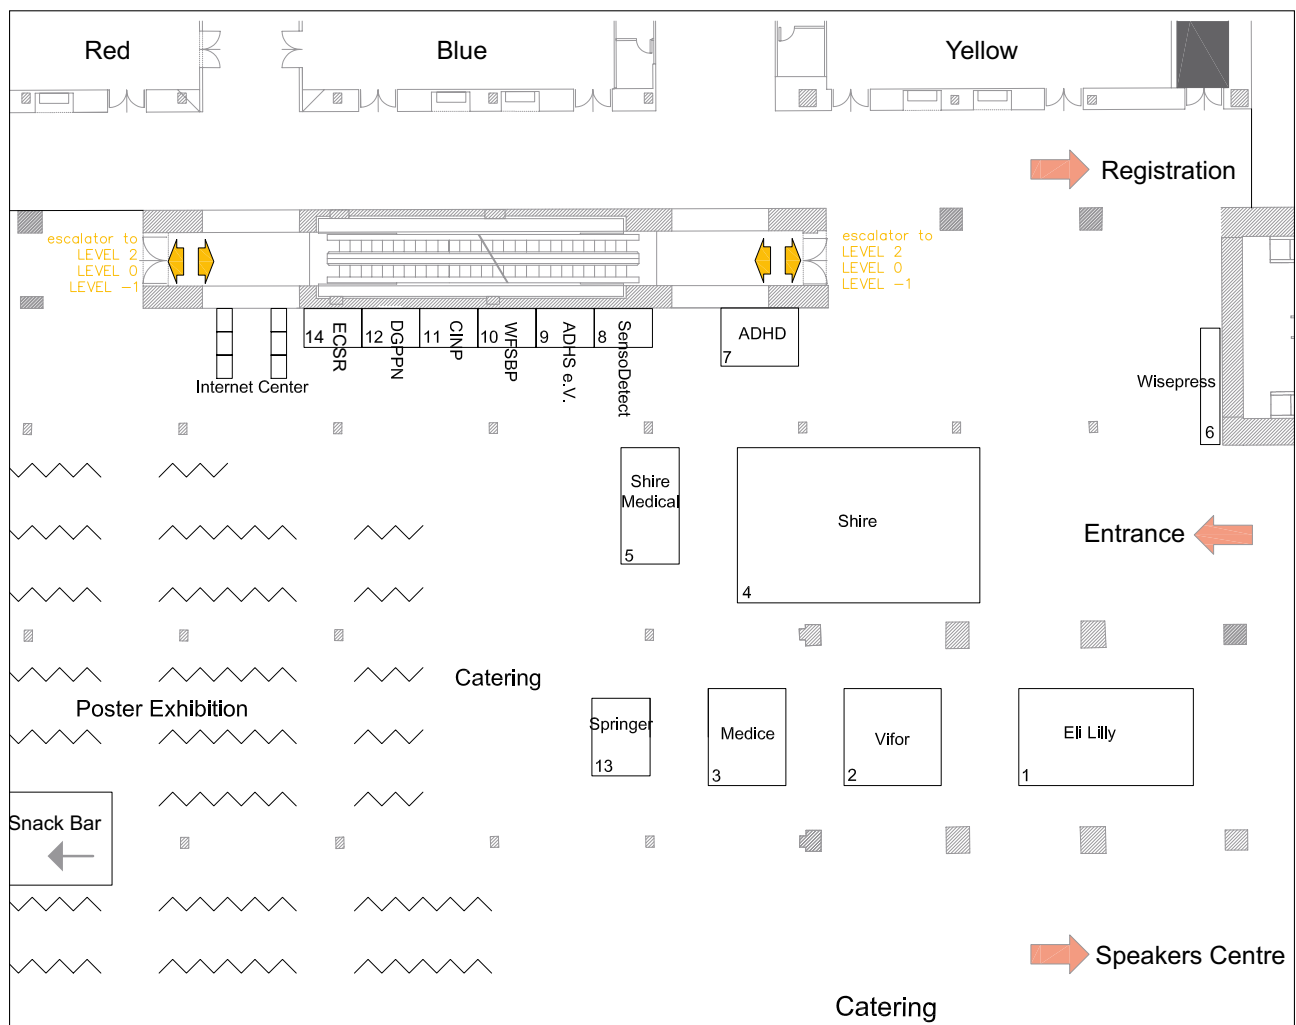 Red
Blue
Yellow
Registration
escalator to
LEVEL 2
LEVEL 0
LEVEL -1
escalator to
LEVEL 2
LEVEL 0
LEVEL -1
14 ECSR
12 DGPPN
11 CINP
10 WFSBP
9 ADHS e.V.
8 SensoDetect
ADHD
7
Internet Center
Wisepress
6
Shire
Medical
5
Shire
4
Entrance
Catering
Poster Exhibition
Springer
13
Medice
3
Vifor
2
Eli Lilly
1
Snack Bar
Speakers Centre
Catering